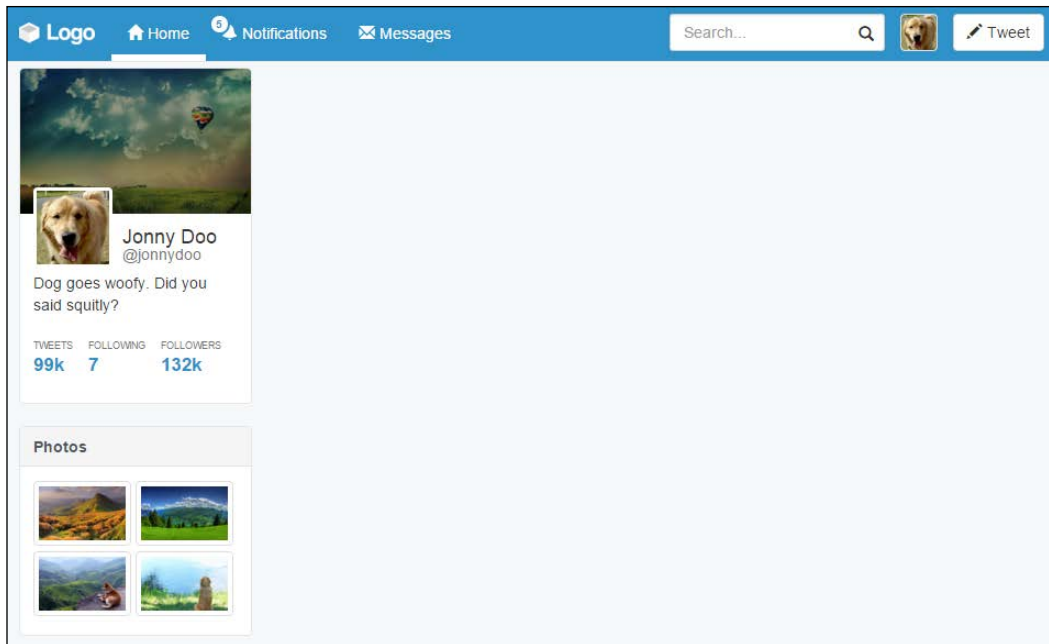 Logo Home 5 Notifications Messages Search... Tweet
Jonny Doo
@jonnydoo
Dog goes woofy. Did you
said squitly?
TWEETS FOLLOWING FOLLOWERS
99k 7 132k
Photos